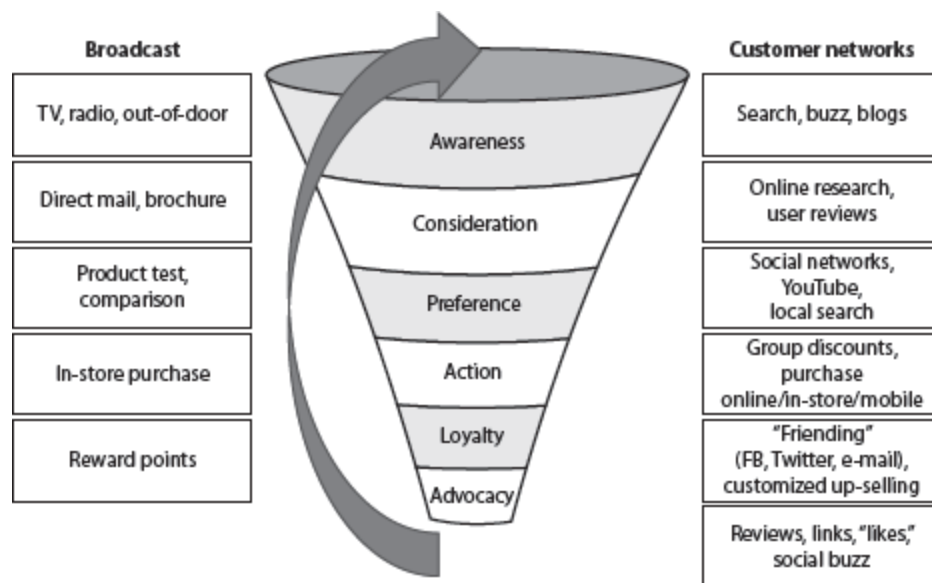 Broadcast
TV, radio, out-of-door
Direct mail, brochure
Product test,
comparison
In-store purchase
Reward points
Awareness
Consideration
Preference
Action
Loyalty
Advocacy
Customer networks
Search, buzz, blogs
Online research,
user reviews
Social networks,
YouTube,
local search
Group discounts,
purchase
online/in-store/mobile
“Friending”
(FB, Twitter, e-mail),
customized up-selling
Reviews, links, “likes,”
social buzz